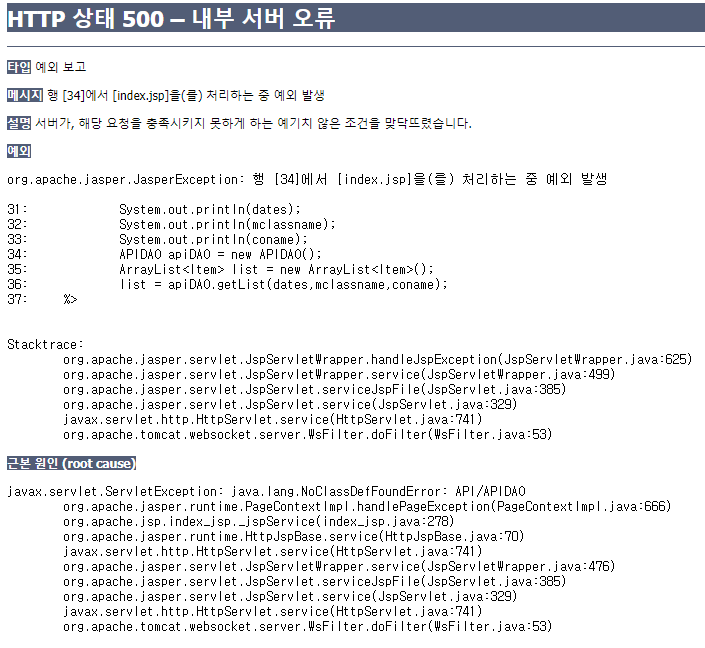 HTTP 상태 500 – 내부 서버 오류
타입 예외 보고
메시지 행 [34]에서 [index.jsp]을(를) 처리하는 중 예외 발생
설명 서버가, 해당 요청을 충족시키지 못하게 하는 예기치 않은 조건을 맞닥뜨렸습니다.
예외
org.apache.jasper.JasperException: 행 [34]에서 [index.jsp]을(를) 처리하는 중 예외 발생
31: System.out.println(dates);
32: System.out.println(mclassname);
33: System.out.println(coname);
34: APIDAO apiDAO = new APIDAO();
35: ArrayList<Item> list = new ArrayList<Item>();
36: list = apiDAO.getList(dates,mclassname,coname);
37: %>
Stacktrace:
org.apache.jasper.servlet.JspServletWrapper.handleJspException(JspServletWrapper.java:625)
org.apache.jasper.servlet.JspServletWrapper.service(JspServletWrapper.java:499)
org.apache.jasper.servlet.JspServlet.serviceJspFile(JspServlet.java:385)
org.apache.jasper.servlet.JspServlet.service(JspServlet.java:329)
javax.servlet.http.HttpServlet.service(HttpServlet.java:741)
org.apache.tomcat.websocket.server.WsFilter.doFilter(WsFilter.java:53)
근본 원인 (root cause)
javax.servlet.ServletException: java.lang.NoClassDefFoundError: API/APIDAO
org.apache.jasper.runtime.PageContextImpl.handlePageException(PageContextImpl.java:666)
org.apache.jsp.index_jsp._jspService(index_jsp.java:278)
org.apache.jasper.runtime.HttpJspBase.service(HttpJspBase.java:70)
javax.servlet.http.HttpServlet.service(HttpServlet.java:741)
org.apache.jasper.servlet.JspServletWrapper.service(JspServletWrapper.java:476)
org.apache.jasper.servlet.JspServlet.serviceJspFile(JspServlet.java:385)
org.apache.jasper.servlet.JspServlet.service(JspServlet.java:329)
javax.servlet.http.HttpServlet.service(HttpServlet.java:741)
org.apache.tomcat.websocket.server.WsFilter.doFilter(WsFilter.java:53)